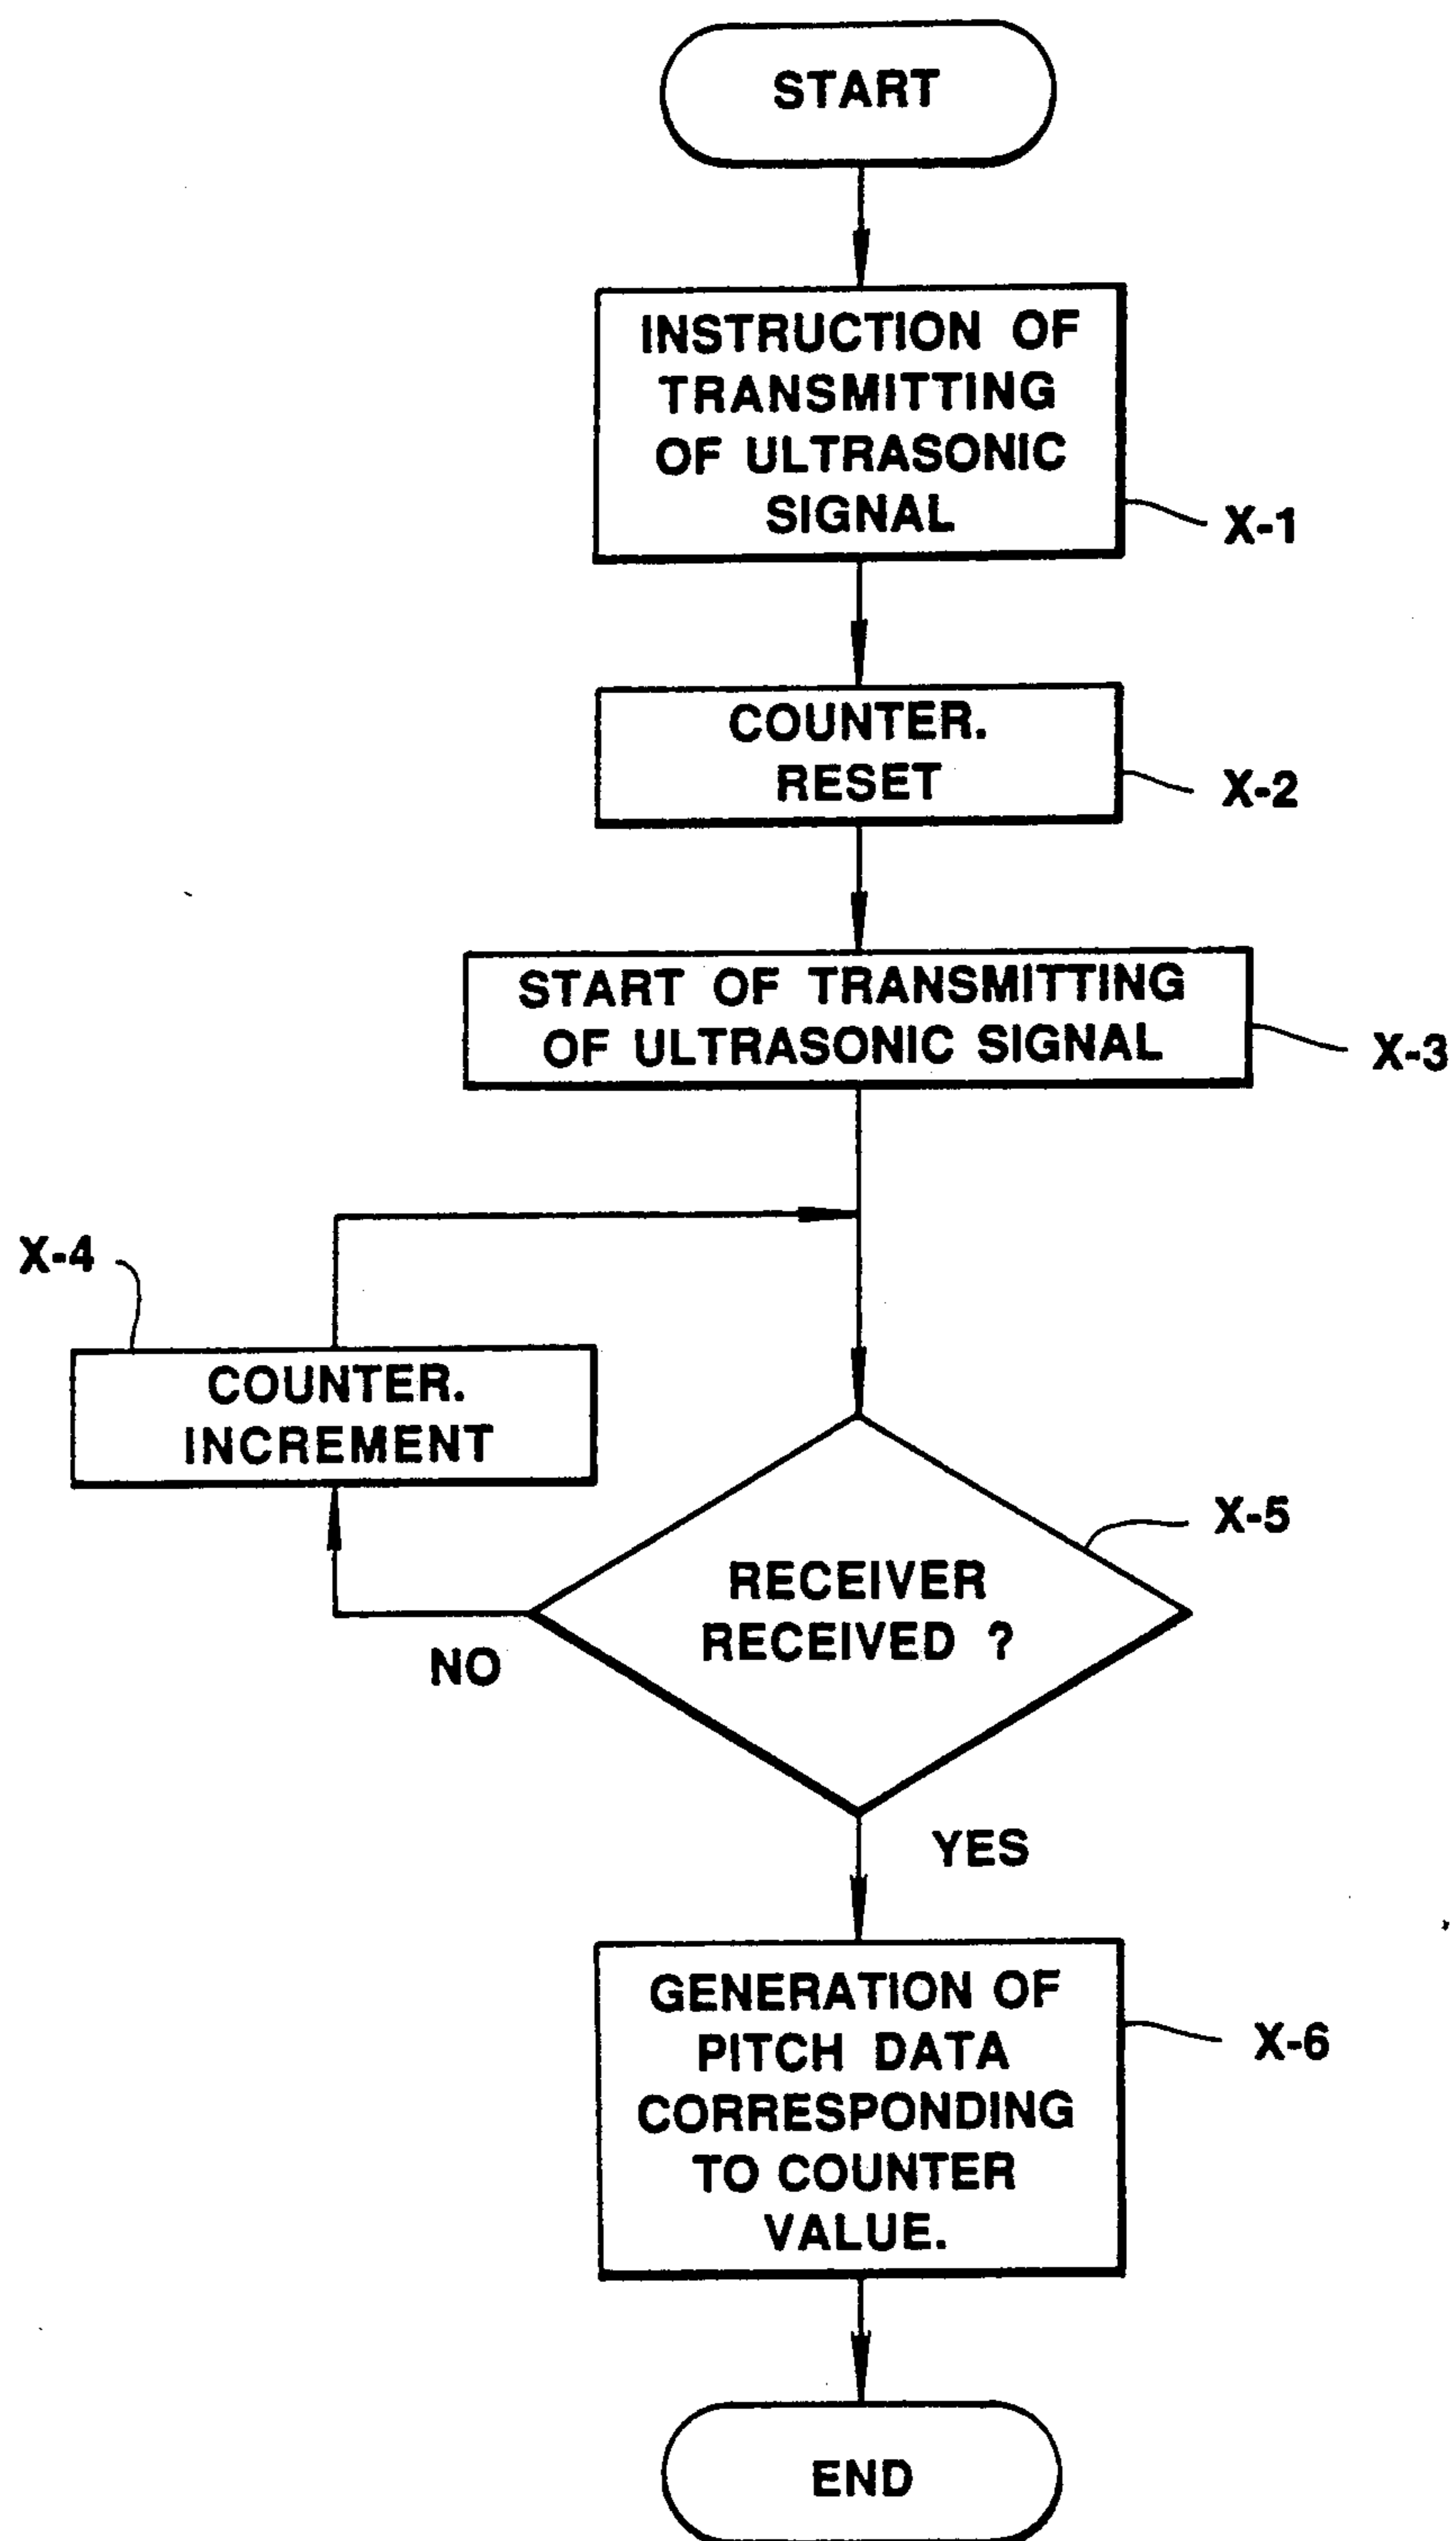 START
INSTRUCTION OF
TRANSMITTING
OF ULTRASONIC
SIGNAL
X-1
COUNTER.
RESET
X-2
START OF TRANSMITTING
OF ULTRASONIC SIGNAL
X-3
X-4
COUNTER.
INCREMENT
X-5
RECEIVER
RECEIVED ?
NO
YES
GENERATION OF
PITCH DATA
CORRESPONDING
TO COUNTER
VALUE.
X-6
END